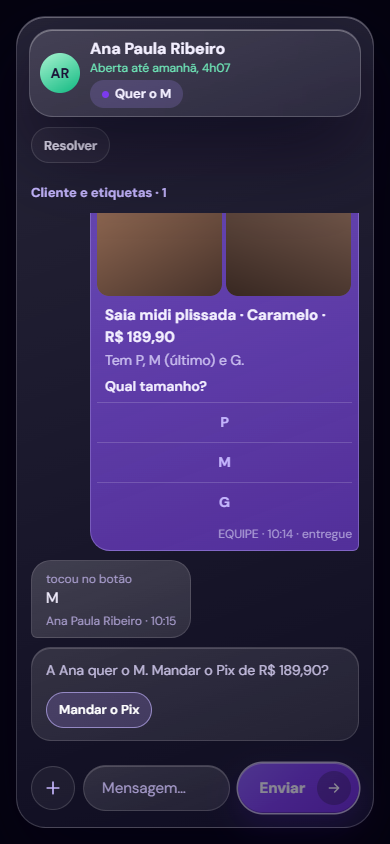 AR
Ana Paula Ribeiro
Aberta até amanhã, 4h07
Quer o M
Resolver
Cliente e etiquetas · 1
Saia midi plissada · Caramelo ·
R$ 189,90
Tem P, M (último) e G.
Qual tamanho?
P
M
G
EQUIPE · 10:14 · entregue
tocou no botão
M
Ana Paula Ribeiro · 10:15
A Ana quer o M. Mandar o Pix de R$ 189,90?
Mandar o Pix
Mensagem...
Enviar